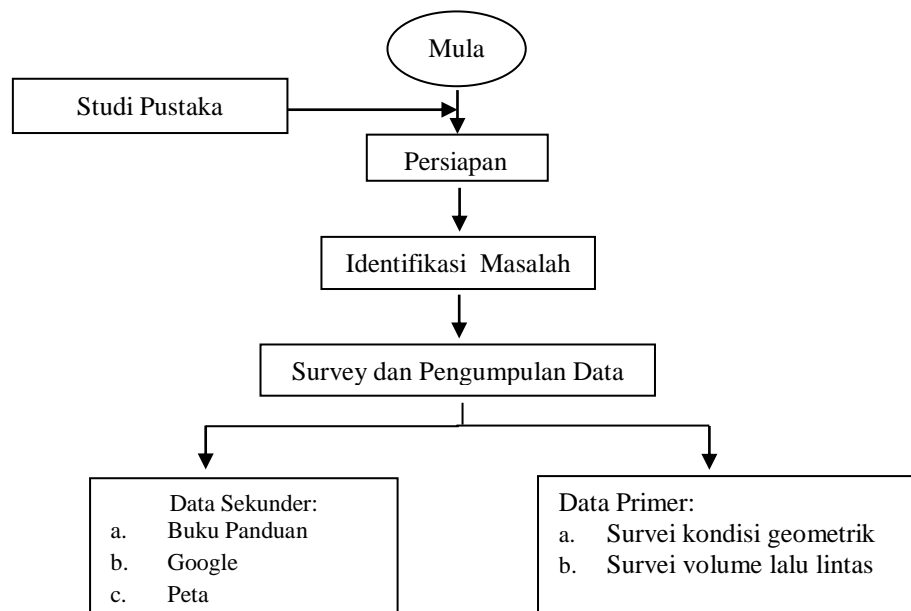 Mula
Studi Pustaka
Persiapan
Identifikasi Masalah
Survey dan Pengumpulan Data
Data Sekunder:
a. Buku Panduan
b. Google
c. Peta
Data Primer:
a. Survei kondisi geometrik
b. Survei volume lalu lintas